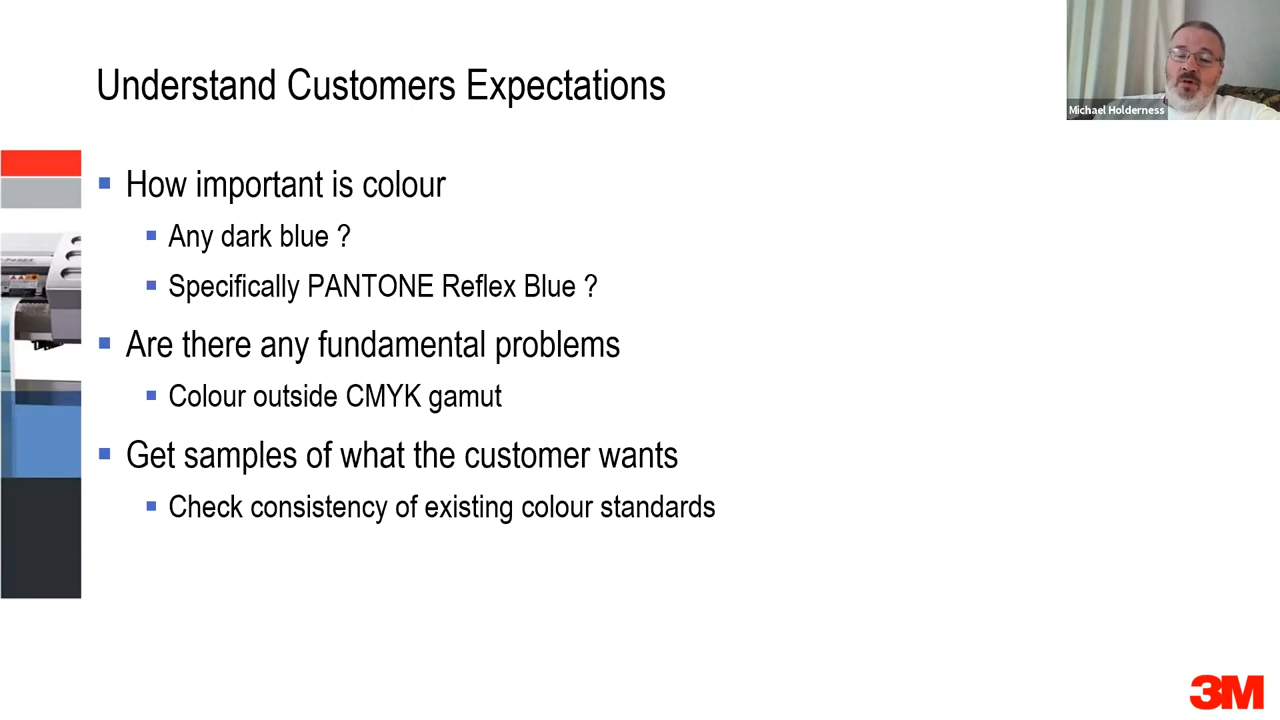 Understand Customers Expectations
Michael Holderness
How important is colour
Any dark blue ?
Specifically PANTONE Reflex Blue ?
Are there any fundamental problems
Colour outside CMYK gamut
Get samples of what the customer wants
Check consistency of existing colour standards
3M